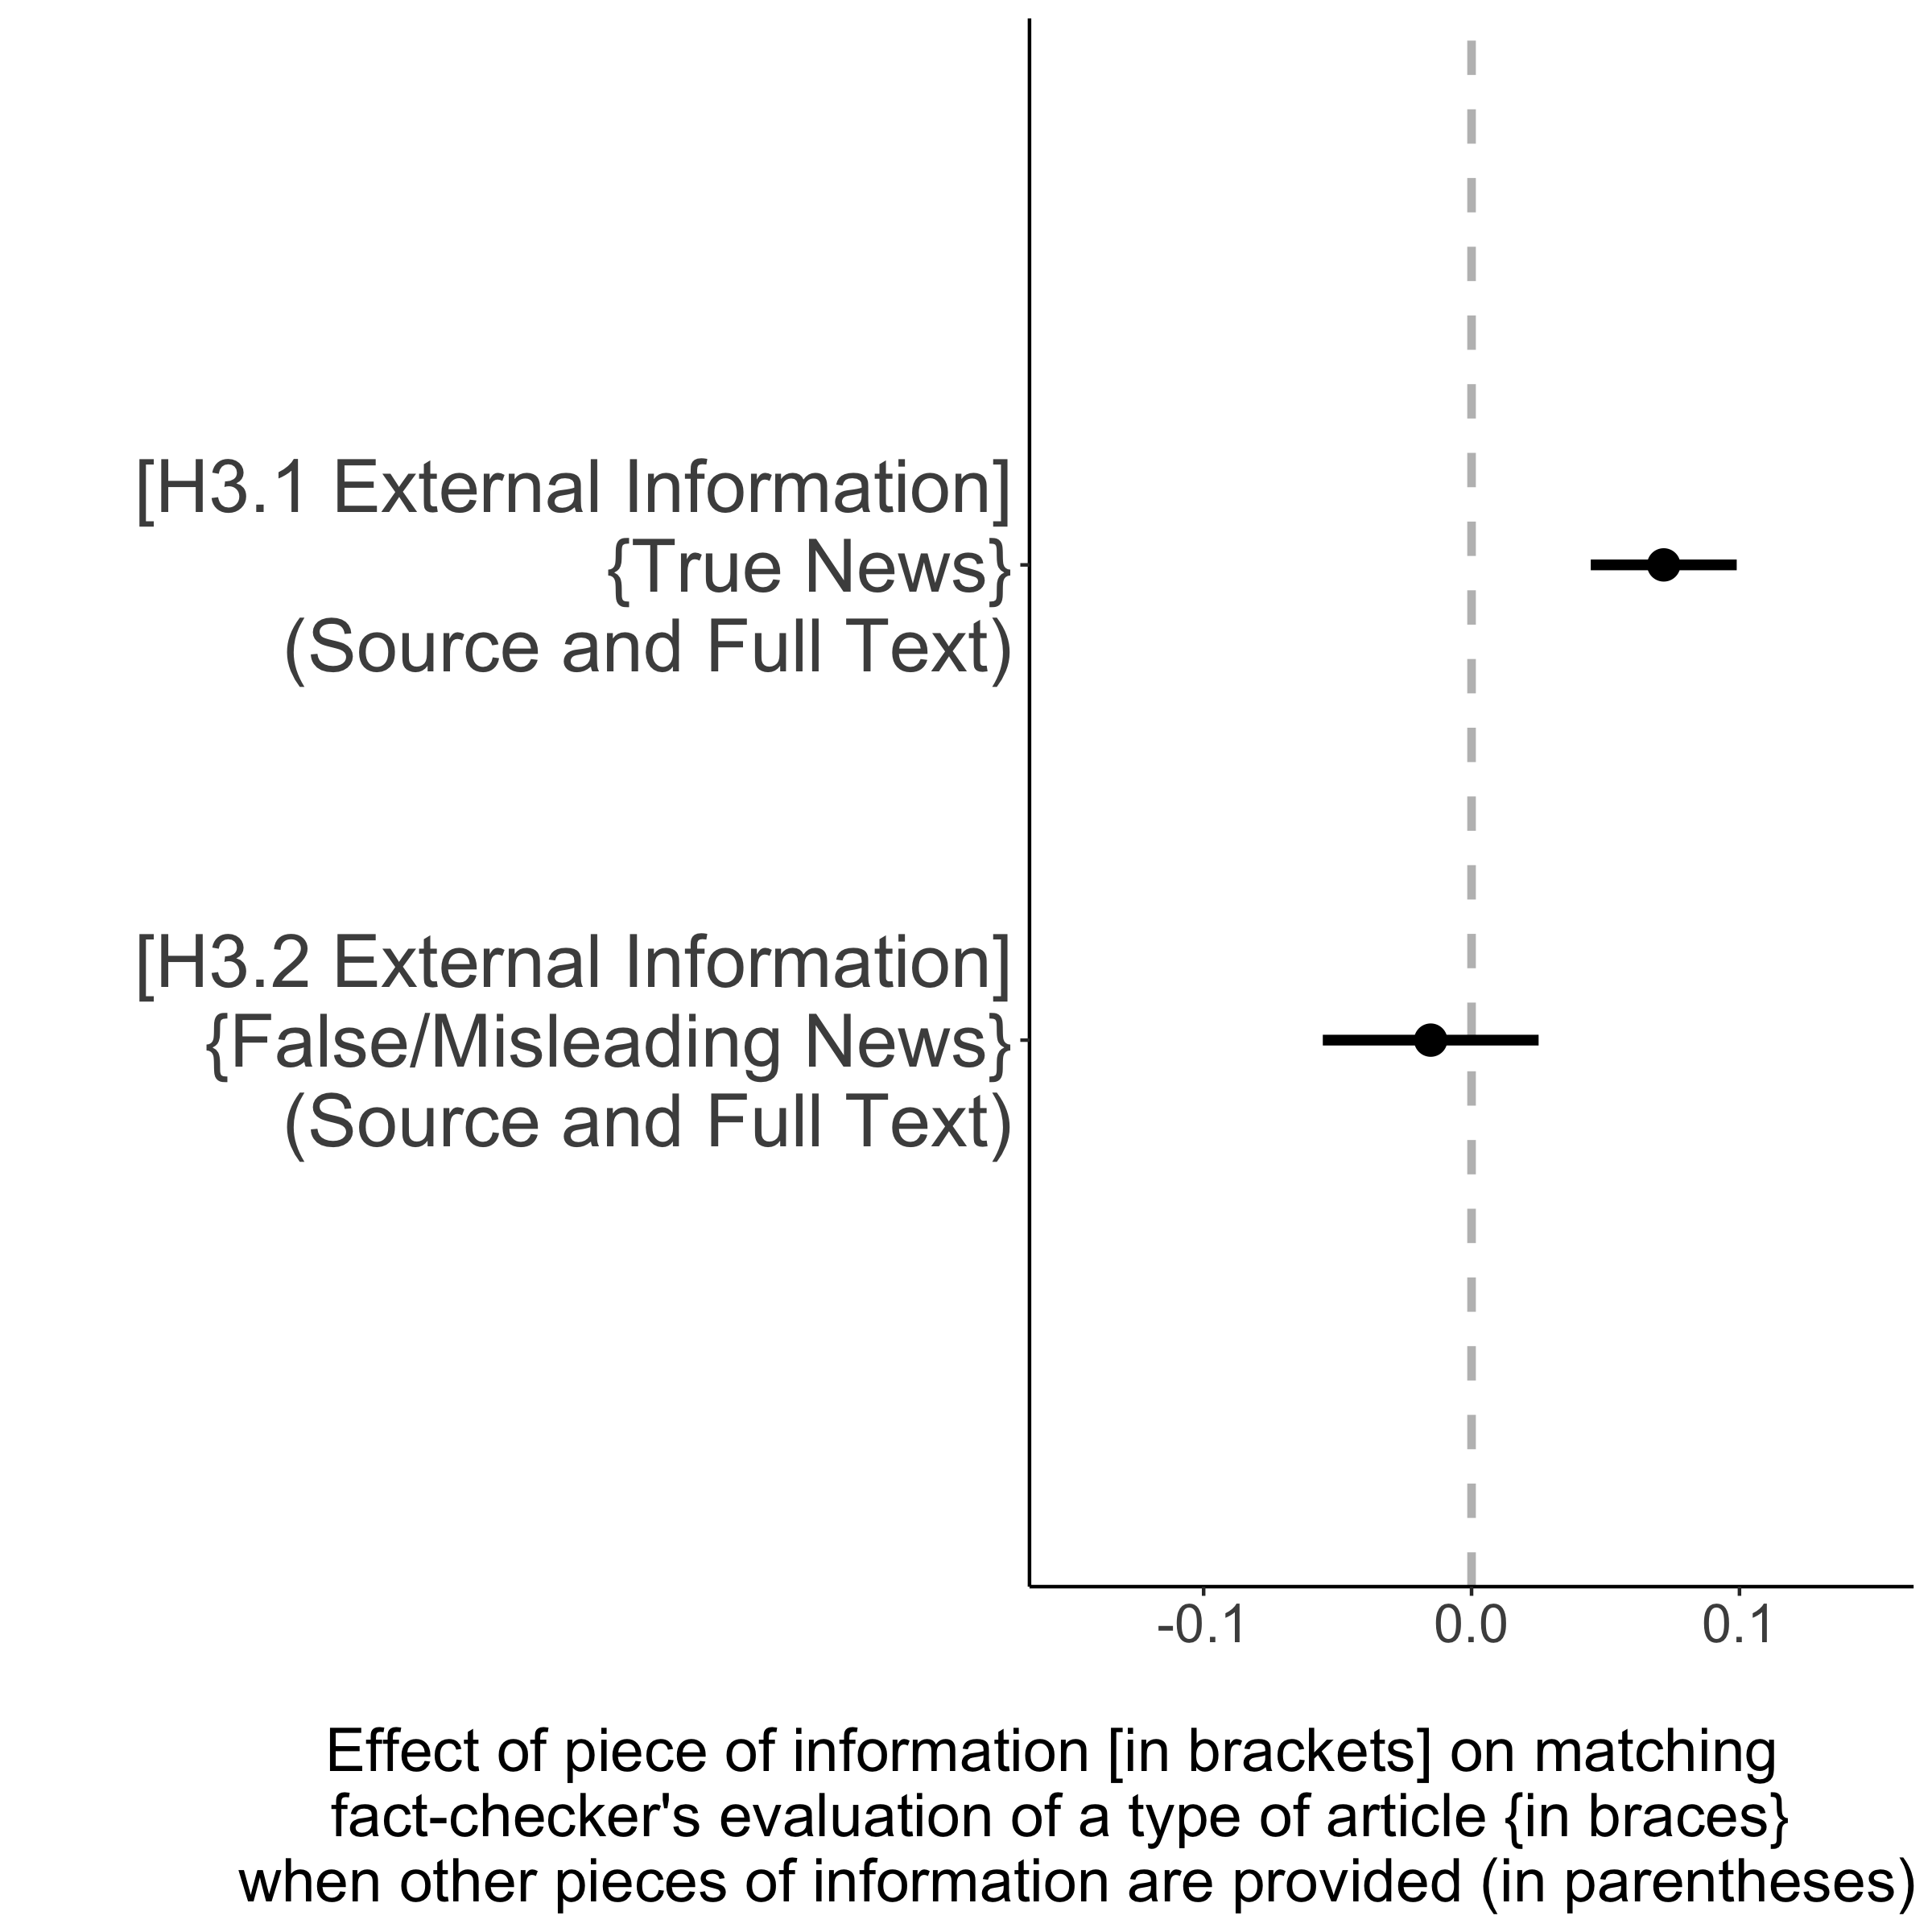 [H3.1 External Information]
{True News}
(Source and Full Text)
[H3.2 External Information]
{False/Misleading News}
(Source and Full Text)
-0.1
0.0
0.1
Effect of piece of information [in brackets] on matching
fact-checker's evaluation of a type of article {in braces}
when other pieces of information are provided (in parentheses)